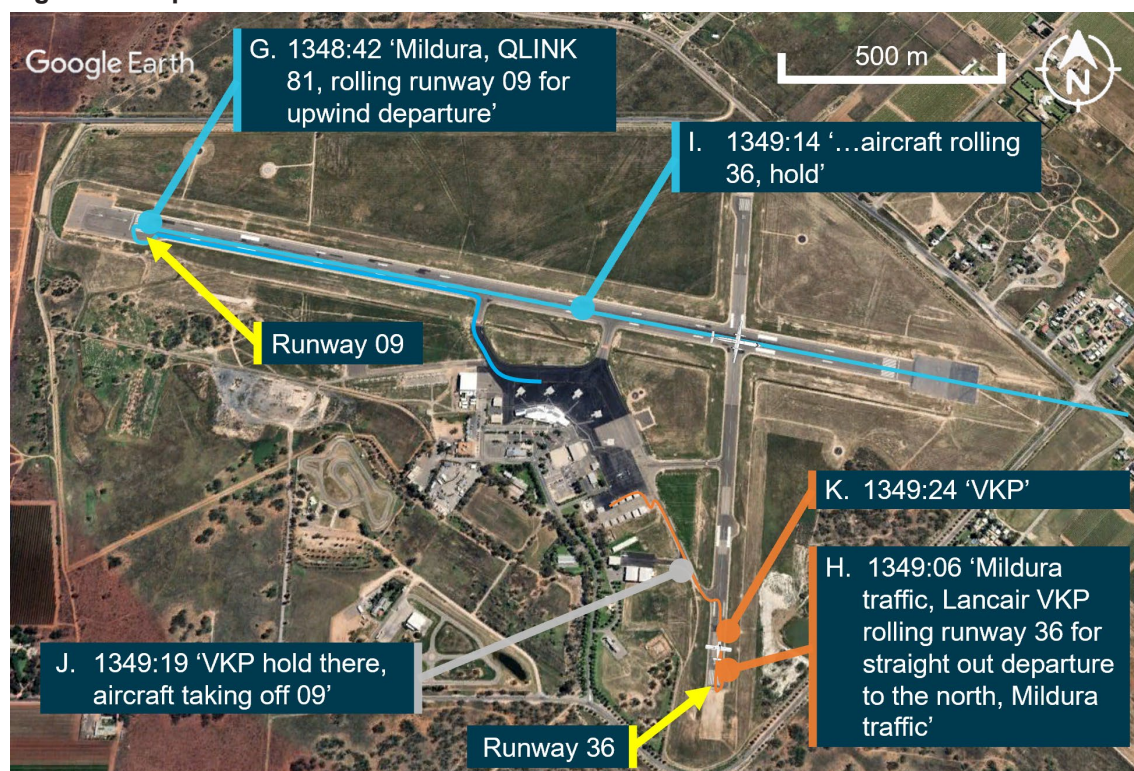 Google Earth
G. 1348:42 ‘Mildura, QLINK
81, rolling runway 09 for
upwind departure’
500 m
N
I. 1349:14 ‘…aircraft rolling
36, hold’
Runway 09
K. 1349:24 ‘VKP’
H. 1349:06 ‘Mildura
traffic, Lancair VKP
rolling runway 36 for
straight out departure
to the north, Mildura
traffic’
J. 1349:19 ‘VKP hold there,
aircraft taking off 09’
Runway 36